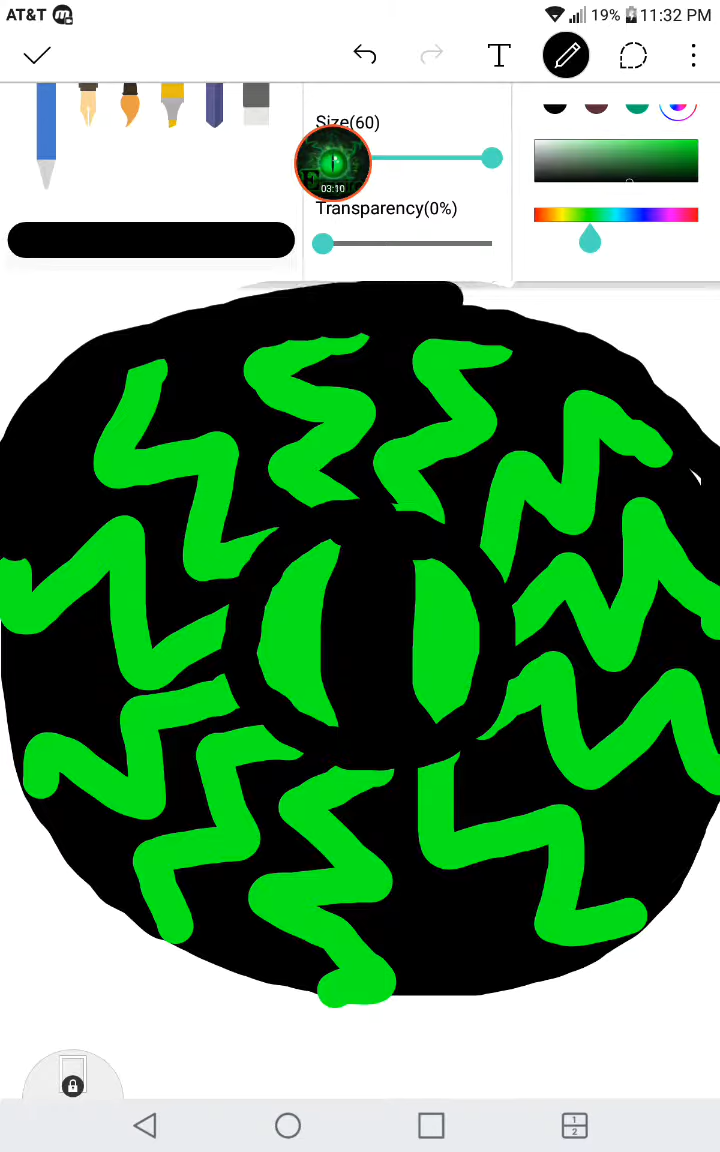 AT&T 19% 11:32 PM
T
Size(60)
03:10
Transparency(0%)
1
2